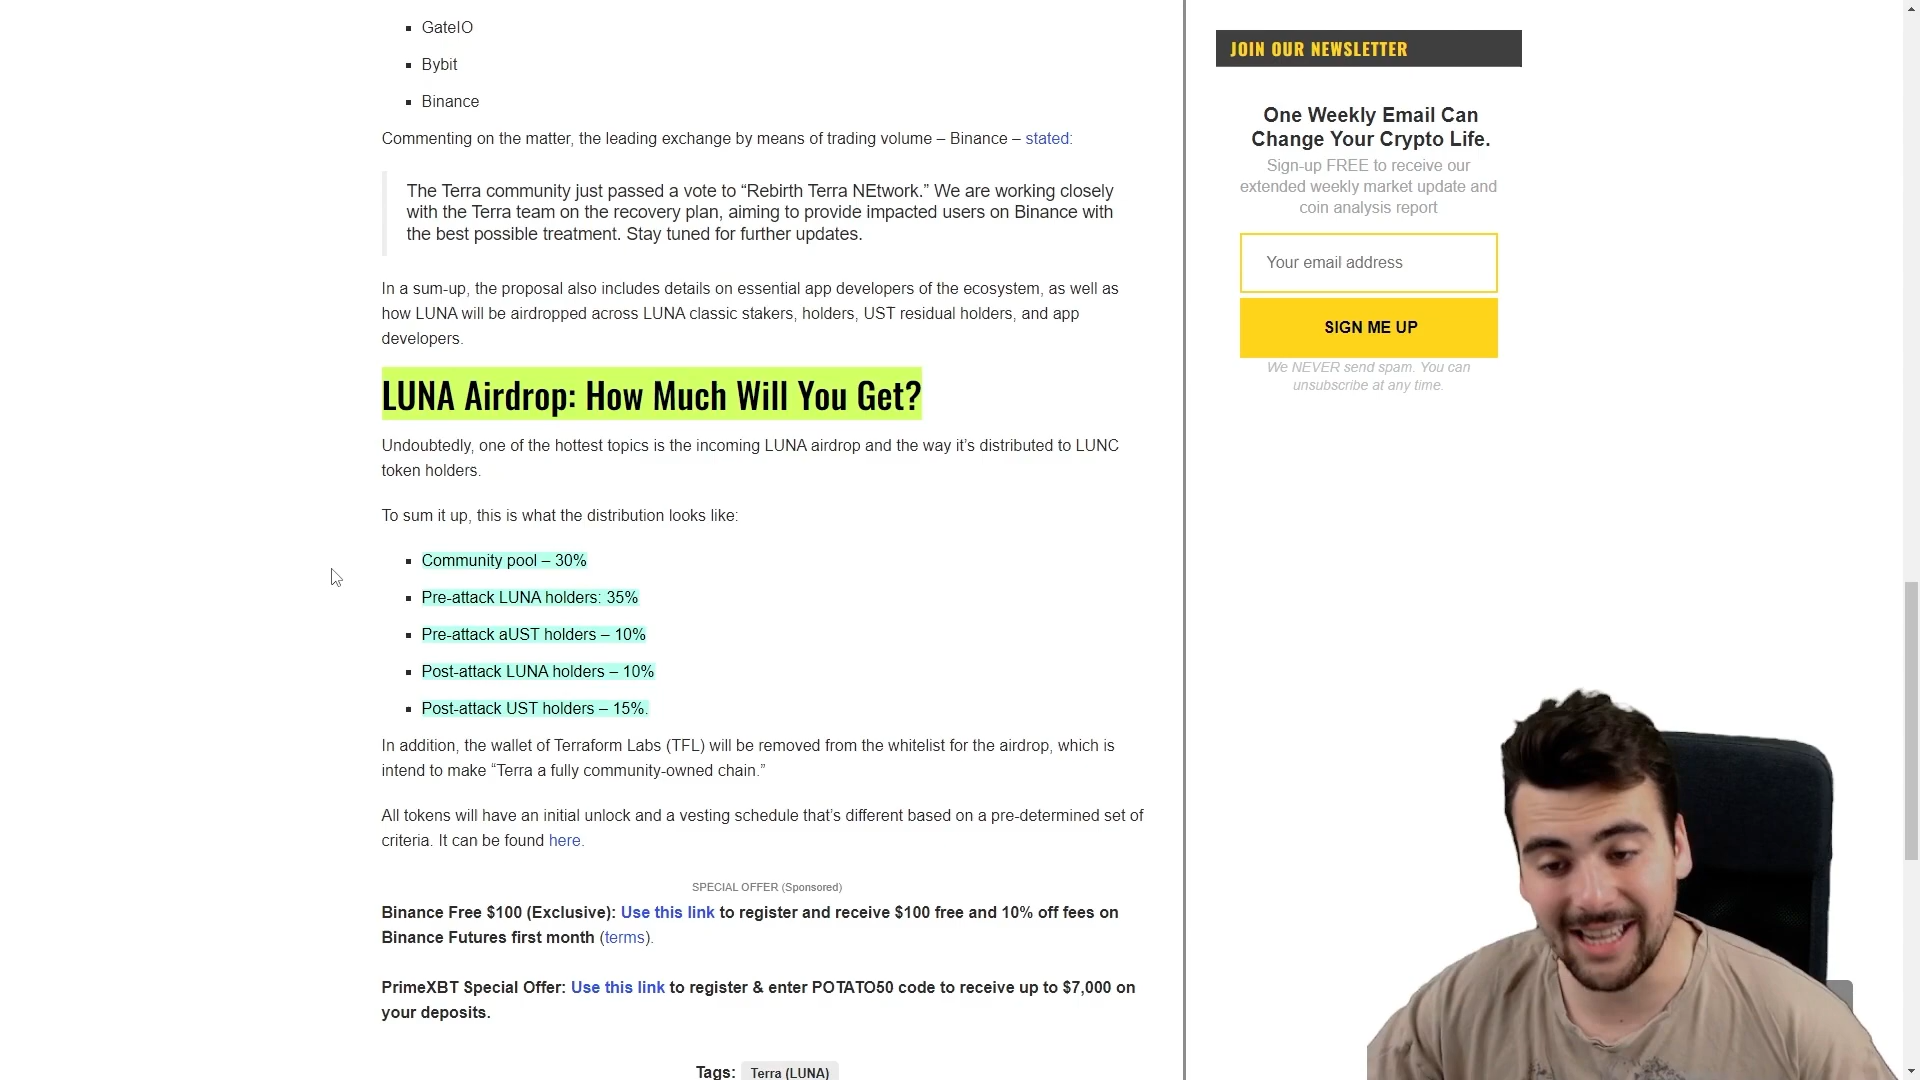 GateIO
Bybit
Binance
Commenting on the matter, the leading exchange by means of trading volume – Binance – stated:
The Terra community just passed a vote to “Rebirth Terra NEtwork.” We are working closely
with the Terra team on the recovery plan, aiming to provide impacted users on Binance with
the best possible treatment. Stay tuned for further updates.
In a sum-up, the proposal also includes details on essential app developers of the ecosystem, as well as
how LUNA will be airdropped across LUNA classic stakers, holders, UST residual holders, and app
developers.
LUNA Airdrop: How Much Will You Get?
Undoubtedly, one of the hottest topics is the incoming LUNA airdrop and the way it’s distributed to LUNC
token holders.
To sum it up, this is what the distribution looks like:
Community pool – 30%
Pre-attack LUNA holders: 35%
Pre-attack aUST holders – 10%
Post-attack LUNA holders – 10%
Post-attack UST holders – 15%.
In addition, the wallet of Terraform Labs (TFL) will be removed from the whitelist for the airdrop, which is
intend to make “Terra a fully community-owned chain.”
All tokens will have an initial unlock and a vesting schedule that’s different based on a pre-determined set of
criteria. It can be found here.
SPECIAL OFFER (Sponsored)
Binance Free $100 (Exclusive): Use this link to register and receive $100 free and 10% off fees on
Binance Futures first month (terms).
PrimeXBT Special Offer: Use this link to register & enter POTATO50 code to receive up to $7,000 on
your deposits.
Tags: Terra (LUNA)
JOIN OUR NEWSLETTER
One Weekly Email Can
Change Your Crypto Life.
Sign-up FREE to receive our
extended weekly market update and
coin analysis report
Your email address
SIGN ME UP
We NEVER send spam. You can
unsubscribe at any time.